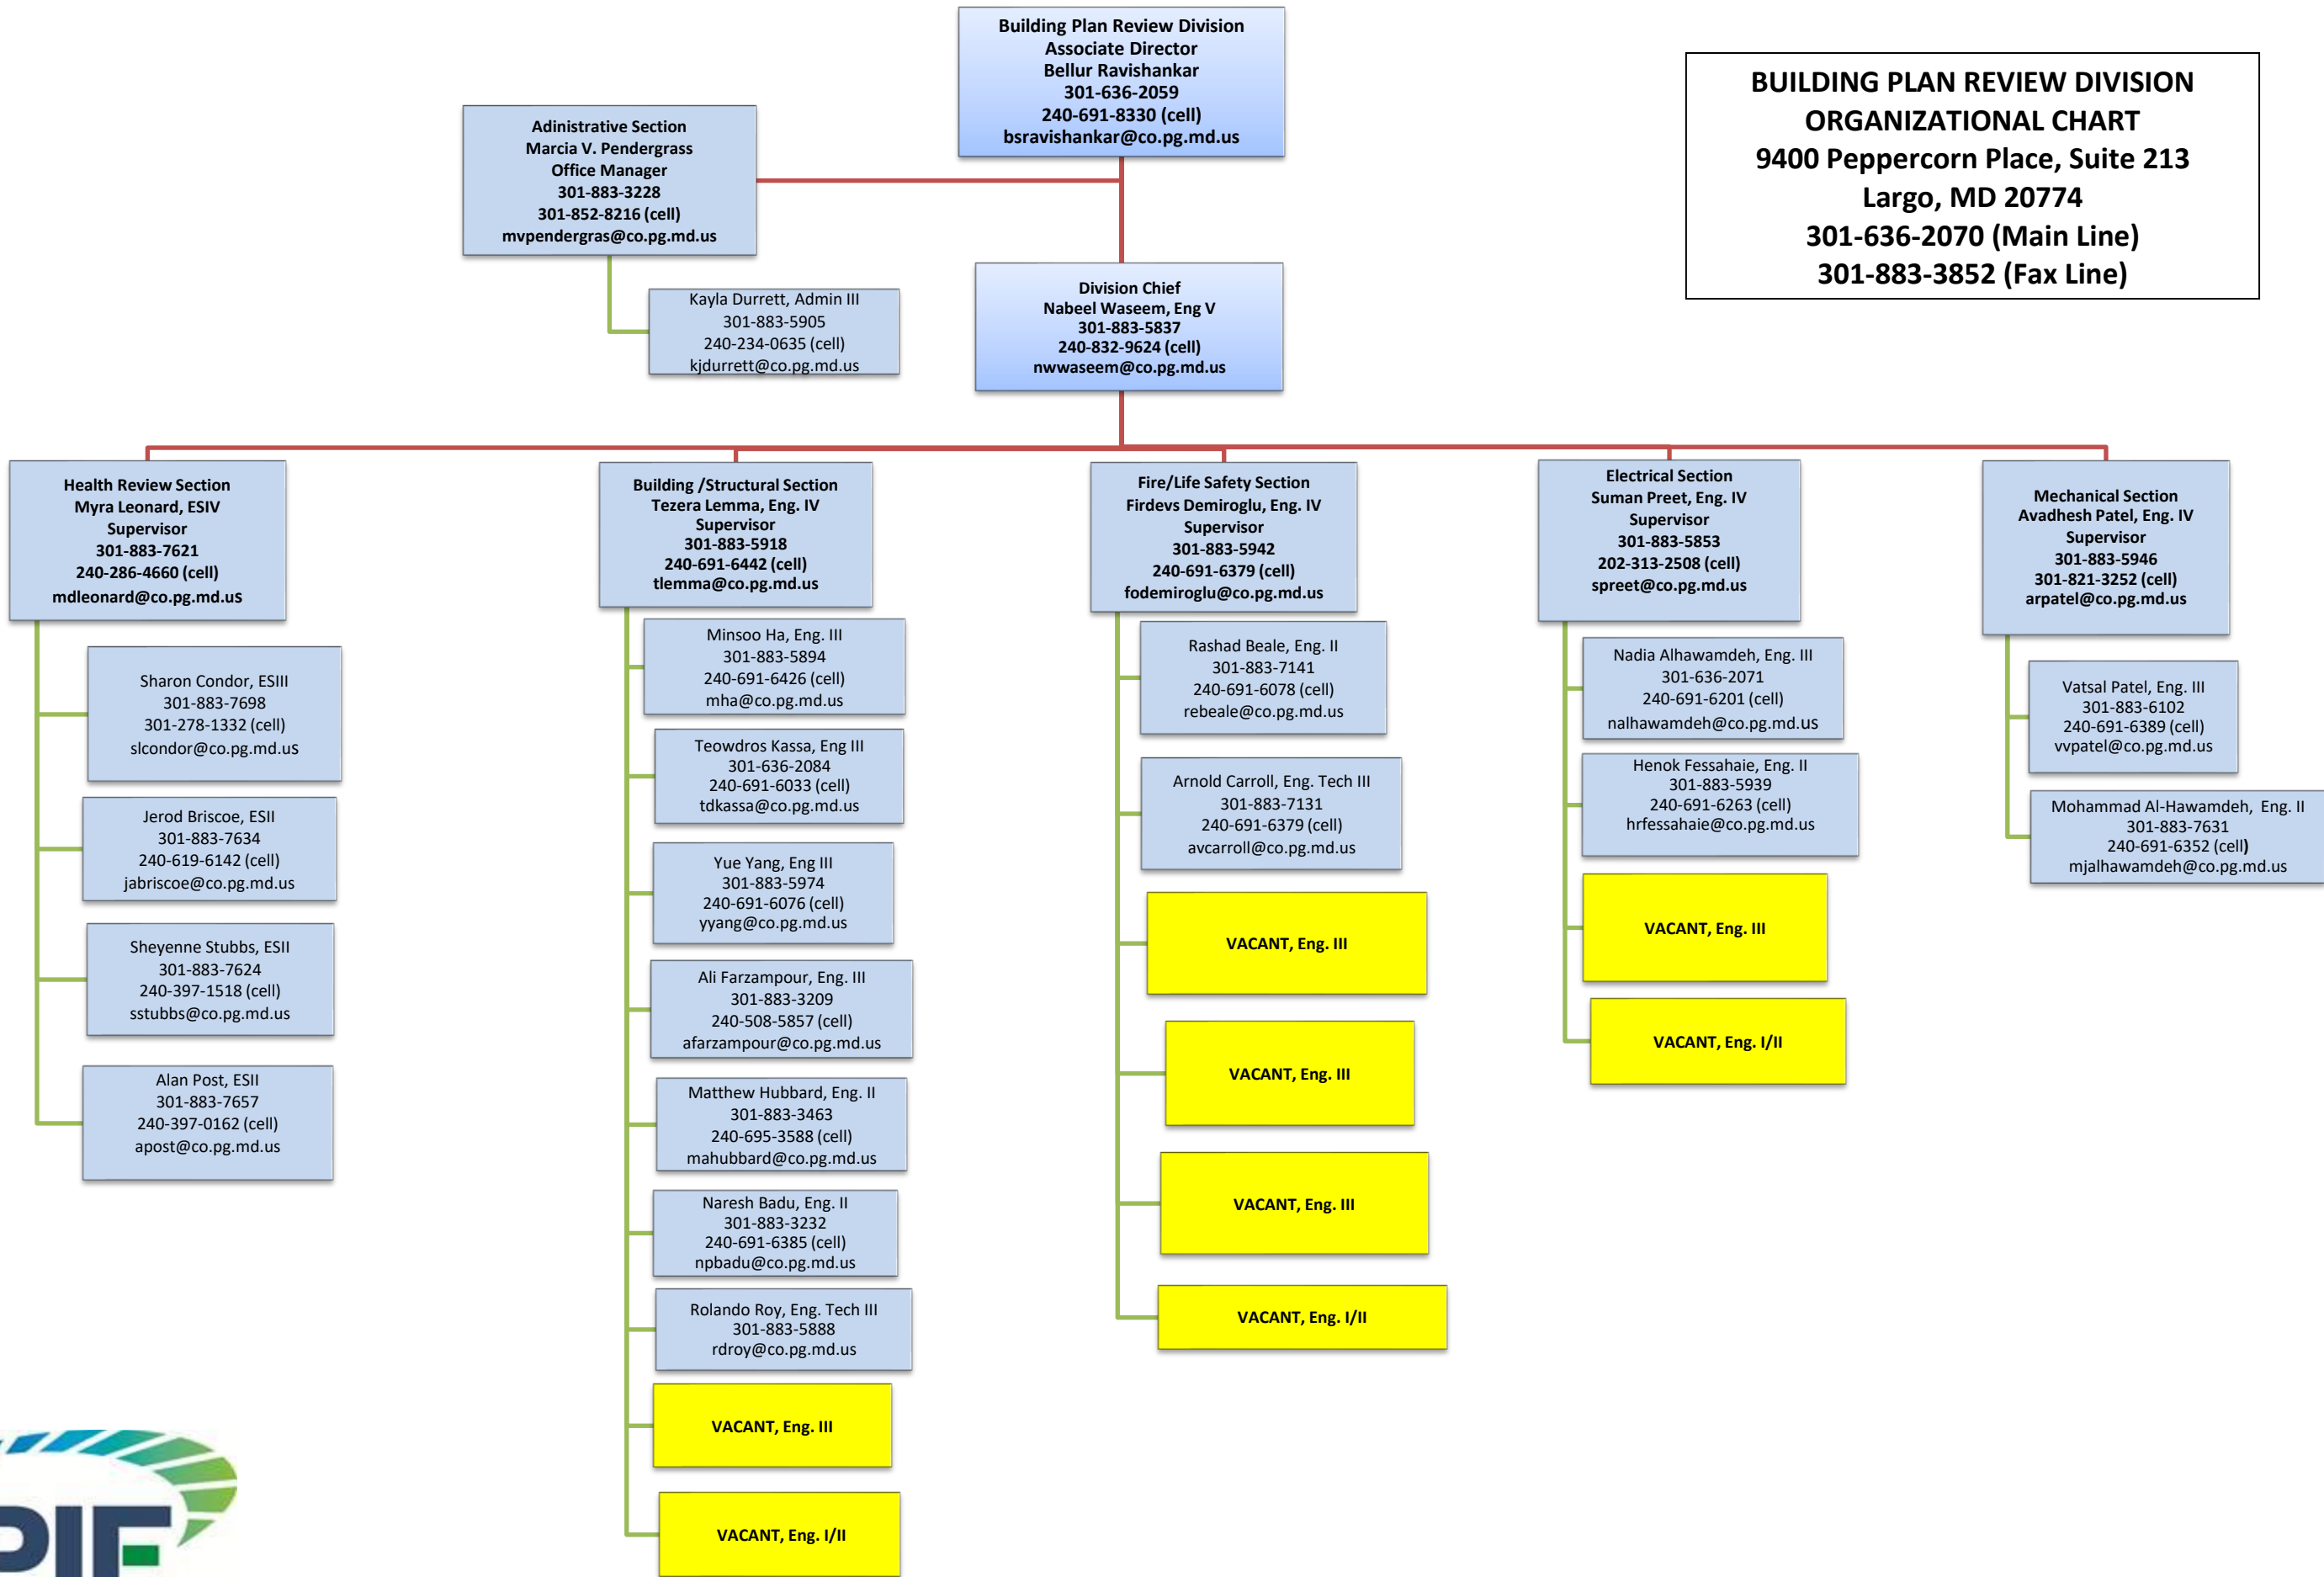 Building Plan Review Division
Associate Director
Bellur Ravishankar
301-636-2059
240-691-8330 (cell)
bsravishankar@co.pg.md.us
BUILDING PLAN REVIEW DIVISION
ORGANIZATIONAL CHART
9400 Peppercorn Place, Suite 213
Largo, MD 20774
301-636-2070 (Main Line)
301-883-3852 (Fax Line)
Adinistrative Section
Marcia V. Pendergrass
Office Manager
301-883-3228
301-852-8216 (cell)
mvpendergras@co.pg.md.us
Kayla Durrett, Admin III
301-883-5905
240-234-0635 (cell)
kjdurrett@co.pg.md.us
Division Chief
Nabeel Waseem, Eng V
301-883-5837
240-832-9624 (cell)
nwwaseem@co.pg.md.us
Health Review Section
Myra Leonard, ESIV
Supervisor
301-883-7621
240-286-4660 (cell)
mdleonard@co.pg.md.us
Sharon Condor, ESIII
301-883-7698
301-278-1332 (cell)
slcondor@co.pg.md.us
Jerod Briscoe, ESII
301-883-7634
240-619-6142 (cell)
jabriscoe@co.pg.md.us
Sheyenne Stubbs, ESII
301-883-7624
240-397-1518 (cell)
sstubbs@co.pg.md.us
Alan Post, ESII
301-883-7657
240-397-0162 (cell)
apost@co.pg.md.us
Building /Structural Section
Tezera Lemma, Eng. IV
Supervisor
301-883-5918
240-691-6442 (cell)
tlemma@co.pg.md.us
Minsoo Ha, Eng. III
301-883-5894
240-691-6426 (cell)
mha@co.pg.md.us
Teowdros Kassa, Eng III
301-636-2084
240-691-6033 (cell)
tdkassa@co.pg.md.us
Yue Yang, Eng III
301-883-5974
240-691-6076 (cell)
yyang@co.pg.md.us
Ali Farzampour, Eng. III
301-883-3209
240-508-5857 (cell)
afarzampour@co.pg.md.us
Matthew Hubbard, Eng. II
301-883-3463
240-695-3588 (cell)
mahubbard@co.pg.md.us
Naresh Badu, Eng. II
301-883-3232
240-691-6385 (cell)
npbadu@co.pg.md.us
Rolando Roy, Eng. Tech III
301-883-5888
rdroy@co.pg.md.us
VACANT, Eng. III
VACANT, Eng. I/II
Fire/Life Safety Section
Firdevs Demiroglu, Eng. IV
Supervisor
301-883-5942
240-691-6379 (cell)
fodemiroglu@co.pg.md.us
Rashad Beale, Eng. II
301-883-7141
240-691-6078 (cell)
rebeale@co.pg.md.us
Arnold Carroll, Eng. Tech III
301-883-7131
240-691-6379 (cell)
avcarroll@co.pg.md.us
VACANT, Eng. III
VACANT, Eng. III
VACANT, Eng. III
VACANT, Eng. I/II
Electrical Section
Suman Preet, Eng. IV
Supervisor
301-883-5853
202-313-2508 (cell)
spreet@co.pg.md.us
Nadia Alhawamdeh, Eng. III
301-636-2071
240-691-6201 (cell)
nalhawamdeh@co.pg.md.us
Henok Fessahaie, Eng. II
301-883-5939
240-691-6263 (cell)
hrfessahaie@co.pg.md.us
VACANT, Eng. III
VACANT, Eng. I/II
Mechanical Section
Avadhesh Patel, Eng. IV
Supervisor
301-883-5946
301-821-3252 (cell)
arpatel@co.pg.md.us
Vatsal Patel, Eng. III
301-883-6102
240-691-6389 (cell)
vvpatel@co.pg.md.us
Mohammad Al-Hawamdeh, Eng. II
301-883-7631
240-691-6352 (cell)
mjalhawamdeh@co.pg.md.us